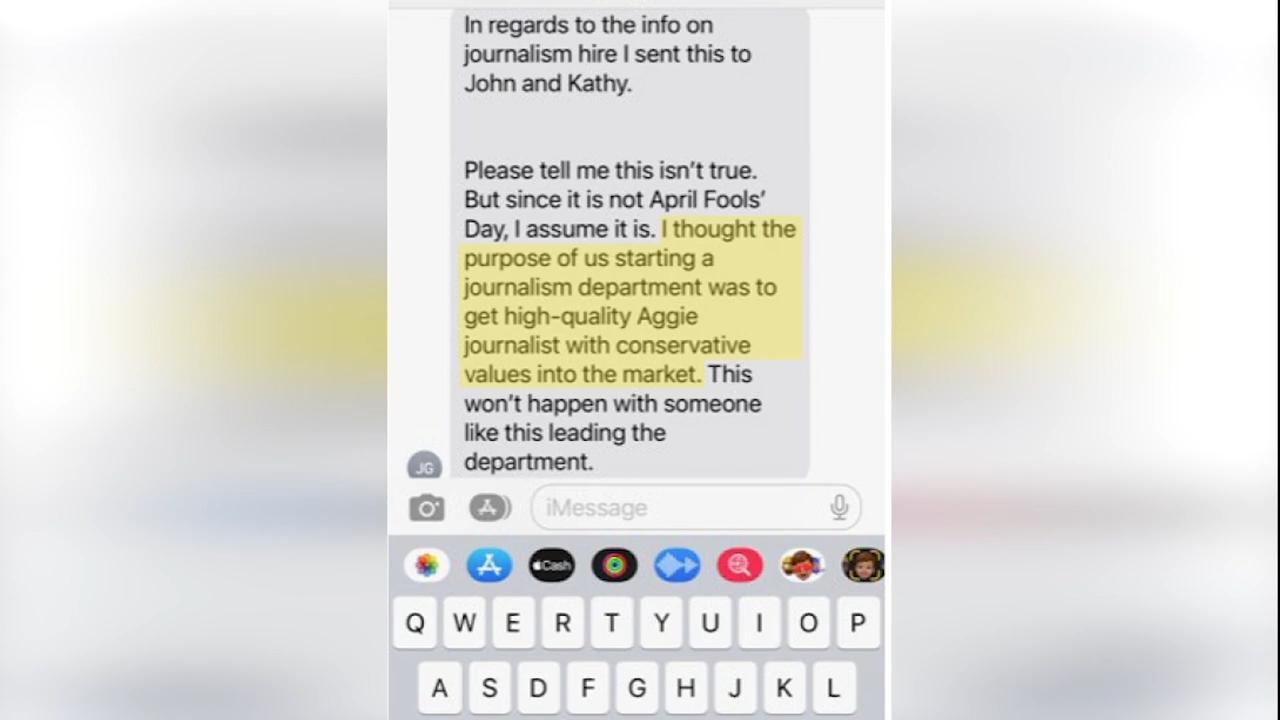 In regards to the info on
journalism hire I sent this to
John and Kathy.
Please tell me this isn't true.
But since it is not April Fools'
Day, I assume it is. I thought the
purpose of us starting a
journalism department was to
get high-quality Aggie
journalist with conservative
values into the market. This
won't happen with someone
like this leading the
department.
JG
iMessage
Cash
Q W E R T Y U I O P
A S D F G H J K L